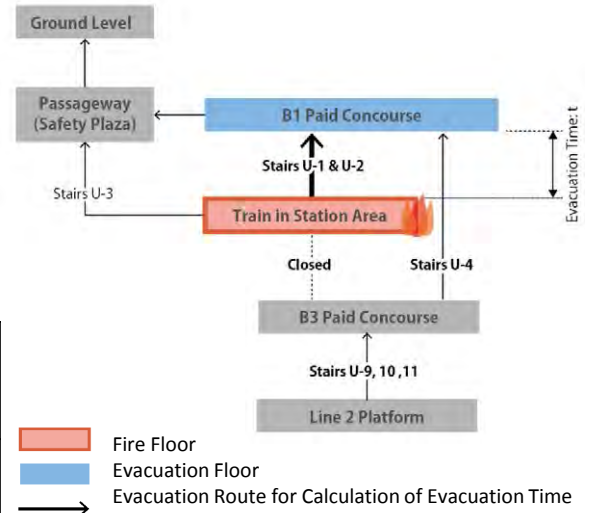 Ground Level
Passageway
(Safety Plaza)
B1 Paid Concourse
Stairs U-1 & U-2
Evacuation Time: t
Stairs U-3
Train in Station Area
Closed
Stairs U-4
B3 Paid Concourse
Stairs U-9, 10 ,11
Line 2 Platform
Fire Floor
Evacuation Floor
Evacuation Route for Calculation of Evacuation Time